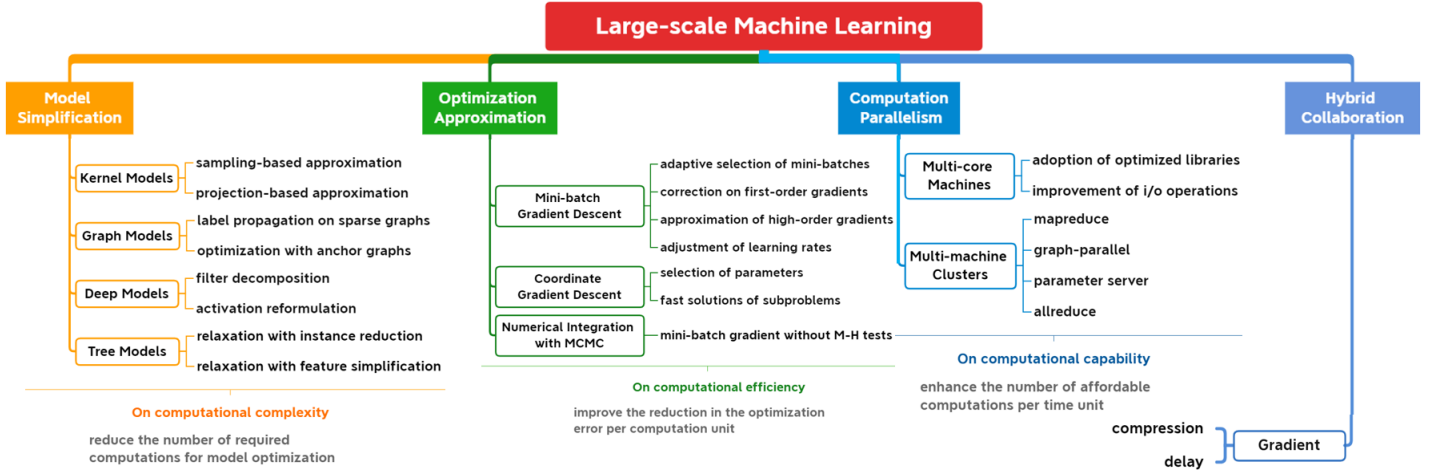 Large-scale Machine Learning
Model
Simplification
Kernel Models
sampling-based approximation
projection-based approximation
Graph Models
label propagation on sparse graphs
optimization with anchor graphs
Deep Models
filter decomposition
activation reformulation
Tree Models
relaxation with instance reduction
relaxation with feature simplification
On computational complexity
reduce the number of required
computations for model optimization
Optimization
Approximation
Mini-batch
Gradient Descent
adaptive selection of mini-batches
correction on first-order gradients
approximation of high-order gradients
adjustment of learning rates
Coordinate
Gradient Descent
selection of parameters
fast solutions of subproblems
Numerical Integration
with MCMC
mini-batch gradient without M-H tests
On computational efficiency
improve the reduction in the optimization
error per computation unit
Computation
Parallelism
Multi-core
Machines
adoption of optimized libraries
improvement of i/o operations
Multi-machine
Clusters
mapreduce
graph-parallel
parameter server
allreduce
On computational capability
enhance the number of affordable
computations per time unit
Hybrid
Collaboration
Gradient
compression
delay